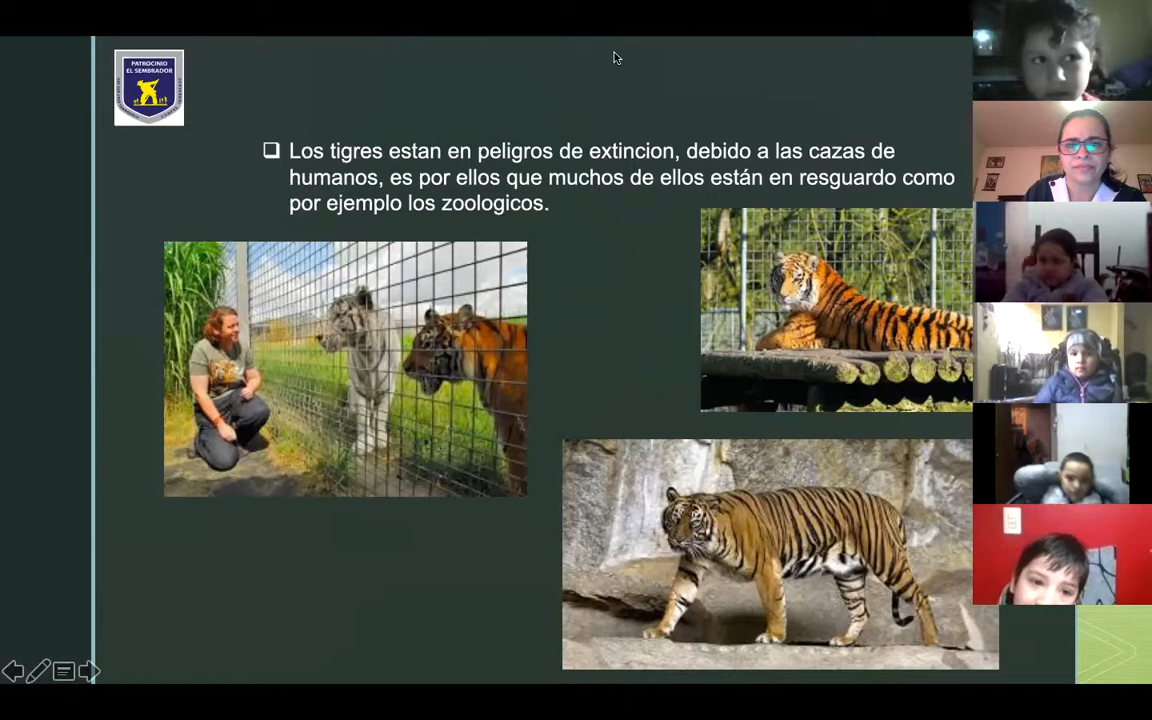 PATROCINIO
EL SEMBRADOR
Los tigres estan en peligros de extincion, debido a las cazas de
humanos, es por ellos que muchos de ellos están en resguardo como
por ejemplo los zoologicos.